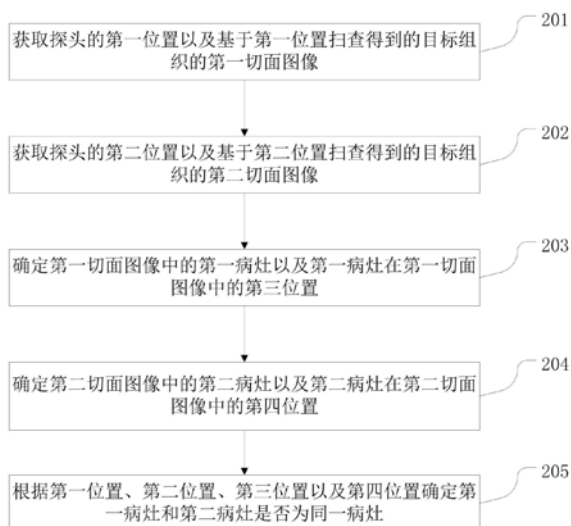 获取探头的第一位置以及基于第一位置扫查得到的目标组
织的第一切面图像
201
获取探头的第二位置以及基于第二位置扫查得到的目标组
织的第二切面图像
202
确定第一切面图像中的第一病灶以及第一病灶在第一切面
图像中的第三位置
203
确定第二切面图像中的第二病灶以及第二病灶在第二切面
图像中的第四位置
204
根据第一位置、第二位置、第三位置以及第四位置确定第
一病灶和第二病灶是否为同一病灶
205